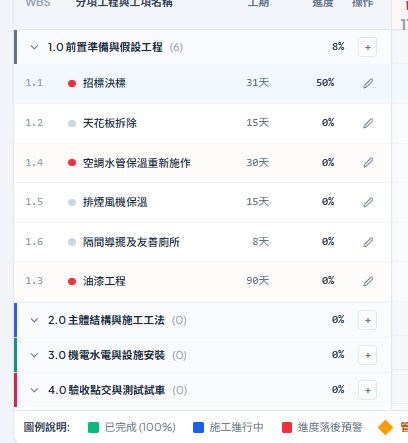 WBS 分項工程與工項名稱 工期 進度 操作
1.0 前置準備與假設工程 (6) 8% +
1.1 招標決標 31天 50%
1.2 天花板拆除 15天 0%
1.4 空調水管保溫重新施作 30天 0%
1.5 排煙風機保溫 15天 0%
1.6 隔間導擺及友善廁所 8天 0%
1.3 油漆工程 90天 0%
2.0 主體結構與施工工法 (0) 0% +
3.0 機電水電與設施安裝 (0) 0% +
4.0 驗收點交與測試試車 (0) 0% +
圖例說明: 已完成 (100%) 施工進行中 進度落後預警